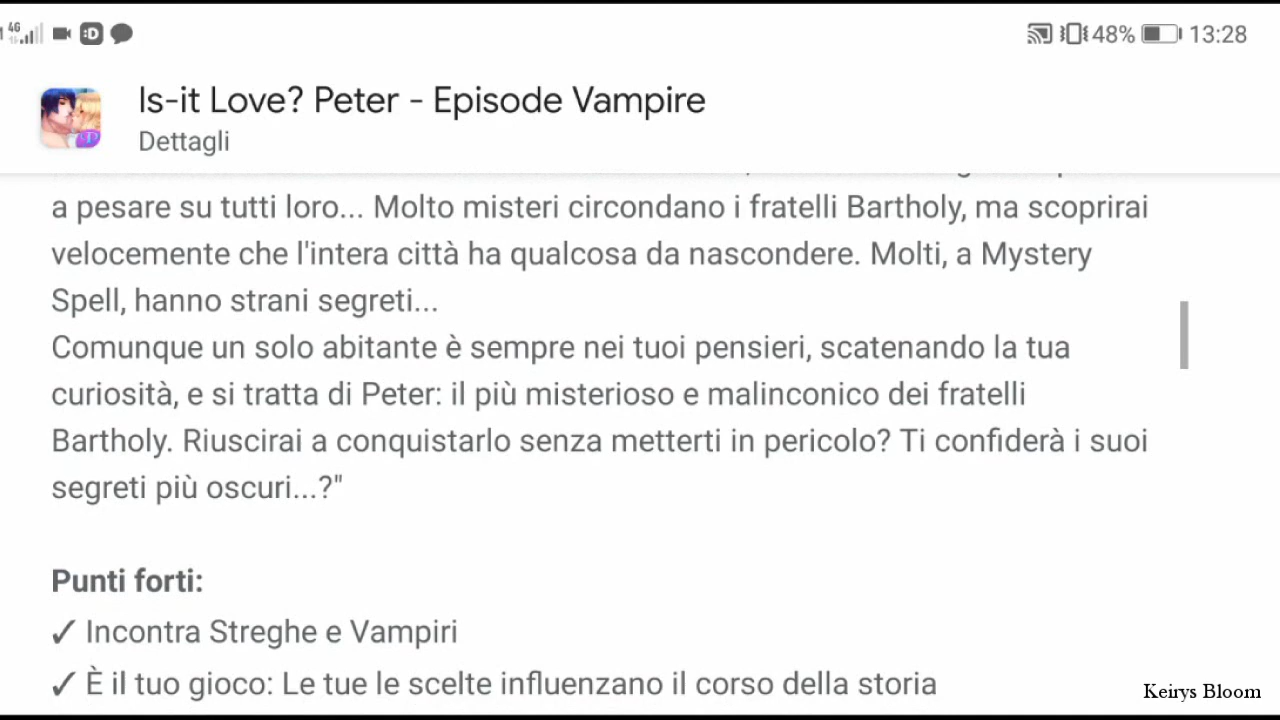 4G
:D
48% 13:28
Is-it Love? Peter - Episode Vampire
Dettagli
a pesare su tutti loro... Molto misteri circondano i fratelli Bartholy, ma scoprirai
velocemente che l'intera città ha qualcosa da nascondere. Molti, a Mystery
Spell, hanno strani segreti...
Comunque un solo abitante è sempre nei tuoi pensieri, scatenando la tua
curiosità, e si tratta di Peter: il più misterioso e malinconico dei fratelli
Bartholy. Riuscirai a conquistarlo senza metterti in pericolo? Ti confiderà i suoi
segreti più oscuri...?"
Punti forti:
✓ Incontra Streghe e Vampiri
✓ È il tuo gioco: Le tue le scelte influenzano il corso della storia
Keirys Bloom